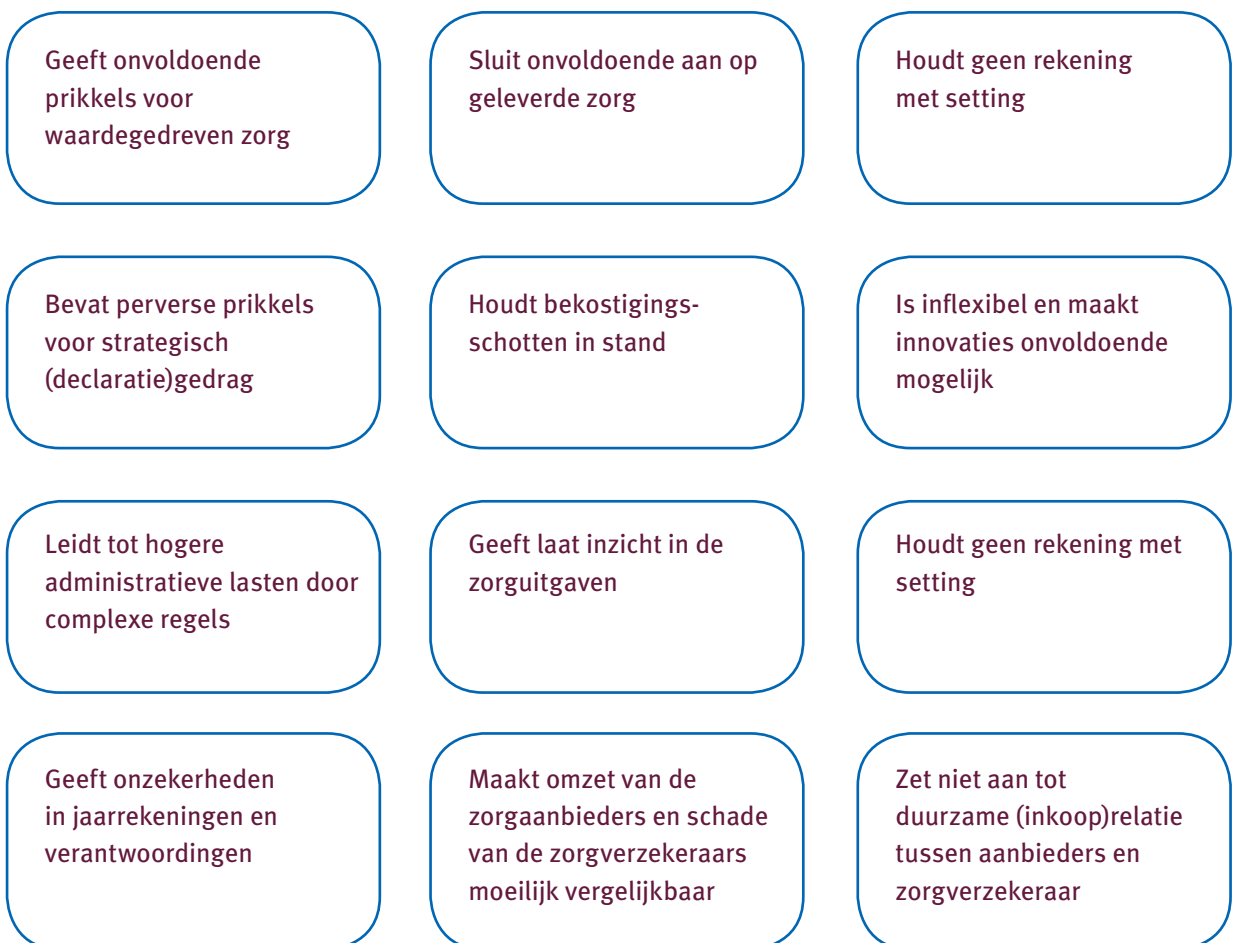 Geeft onvoldoende
prikkels voor
waardegedreven zorg
Sluit onvoldoende aan op
geleverde zorg
Houdt geen rekening
met setting
Bevat perverse prikkels
voor strategisch
(declaratie)gedrag
Houdt bekostigings-
schotten in stand
Is inflexibel en maakt
innovaties onvoldoende
mogelijk
Leidt tot hogere
administratieve lasten door
complexe regels
Geeft laat inzicht in de
zorguitgaven
Houdt geen rekening met
setting
Geeft onzekerheden
in jaarrekeningen en
verantwoordingen
Maakt omzet van de
zorgaanbieders en schade
van de zorgverzekeraars
moeilijk vergelijkbaar
Zet niet aan tot
duurzame (inkoop)relatie
tussen aanbieders en
zorgverzekeraar